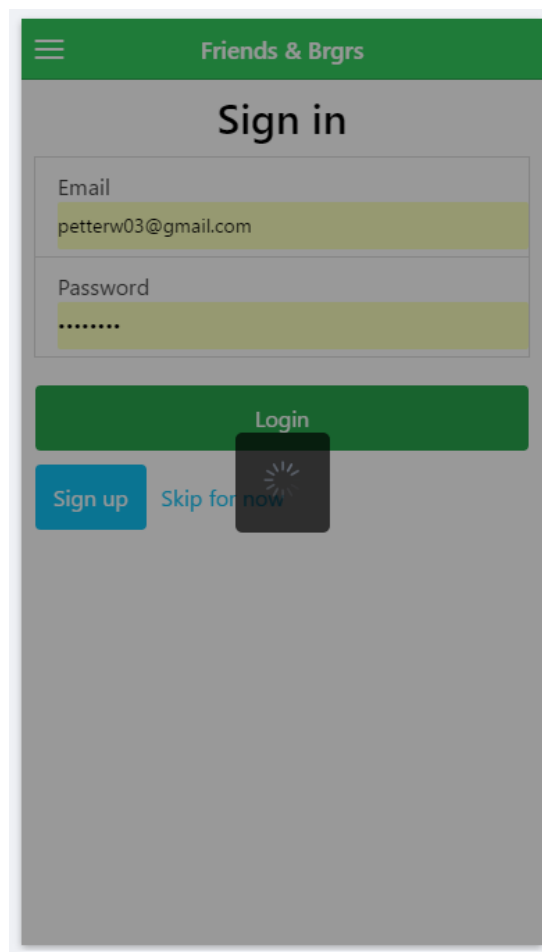 Friends & Brgrs
Sign in
Email
petterw03@gmail.com
Password
••••••••
Login
Sign up Skip for now